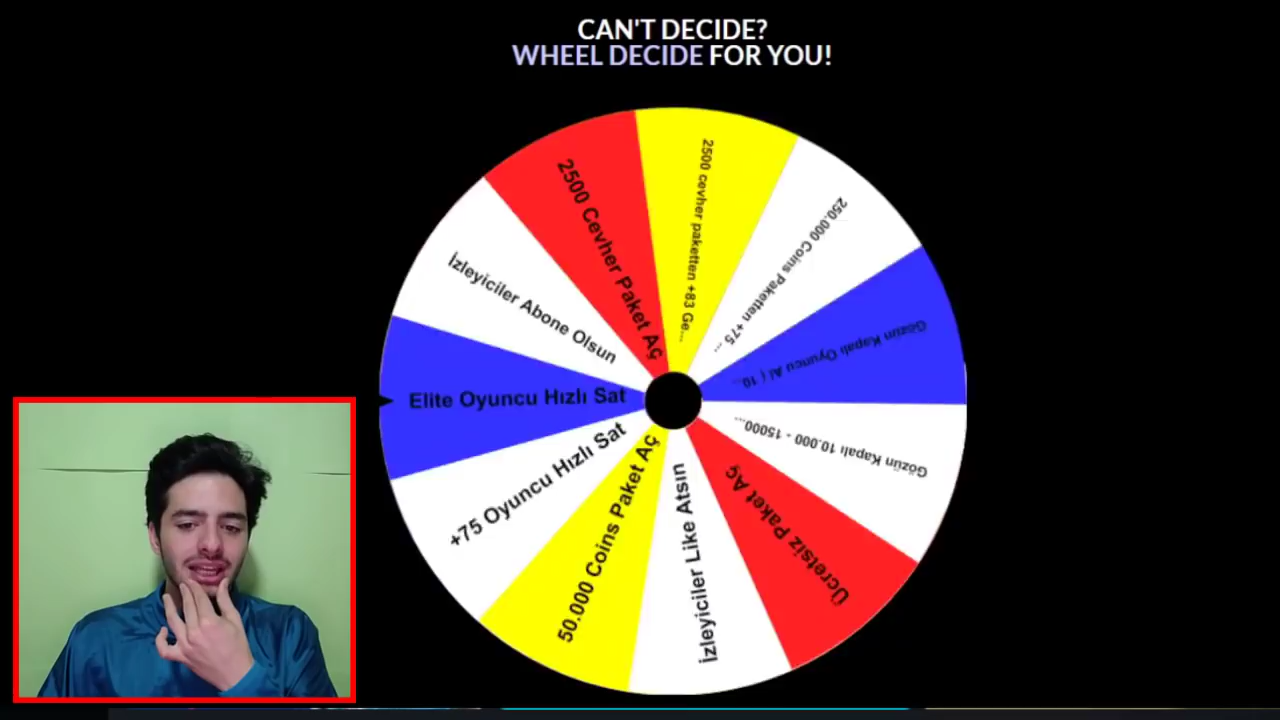 CAN'T DECIDE?
WHEEL DECIDE FOR YOU!
2500 cevher paketten +83 Ge...
250.000 Coins Paketten +75 ...
Gözün Kapalı Oyuncu Al ( 10...
Gözün Kapalı 10.000 - 15000...
Ücretsiz Paket Aç
İzleyiciler Like Atsın
50.000 Coins Paket Aç
+75 Oyuncu Hızlı Sat
Elite Oyuncu Hızlı Sat
İzleyiciler Abone Olsun
2500 Cevher Paket Aç